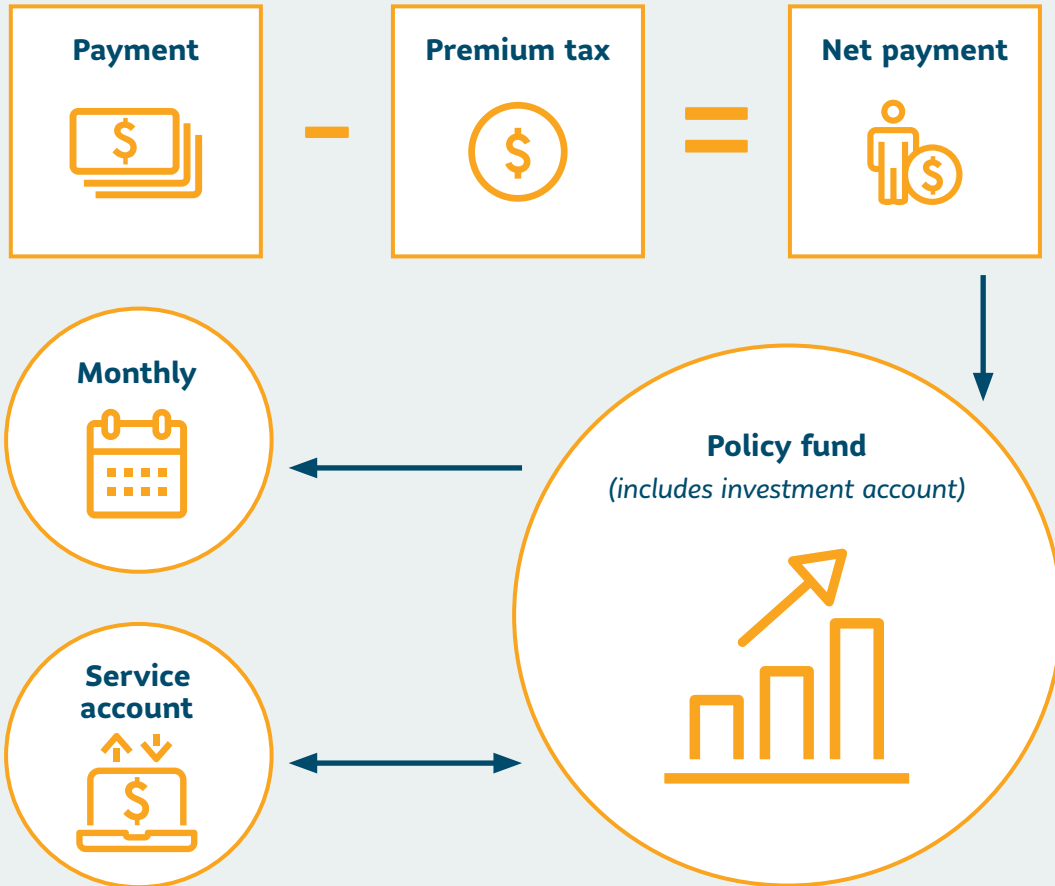 Payment
$
-
Premium tax
$
=
Net payment
$
Monthly
Policy fund
(includes investment account)
Service
account
$